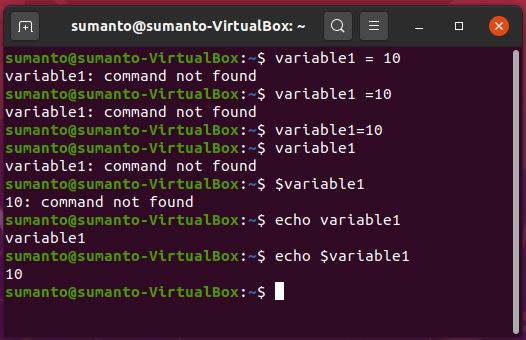 sumanto@sumanto-VirtualBox: ~
sumanto@sumanto-VirtualBox:~$ variable1 = 10
variable1: command not found
sumanto@sumanto-VirtualBox:~$ variable1 =10
variable1: command not found
sumanto@sumanto-VirtualBox:~$ variable1=10
sumanto@sumanto-VirtualBox:~$ variable1
variable1: command not found
sumanto@sumanto-VirtualBox:~$ $variable1
10: command not found
sumanto@sumanto-VirtualBox:~$ echo variable1
variable1
sumanto@sumanto-VirtualBox:~$ echo $variable1
10
sumanto@sumanto-VirtualBox:~$